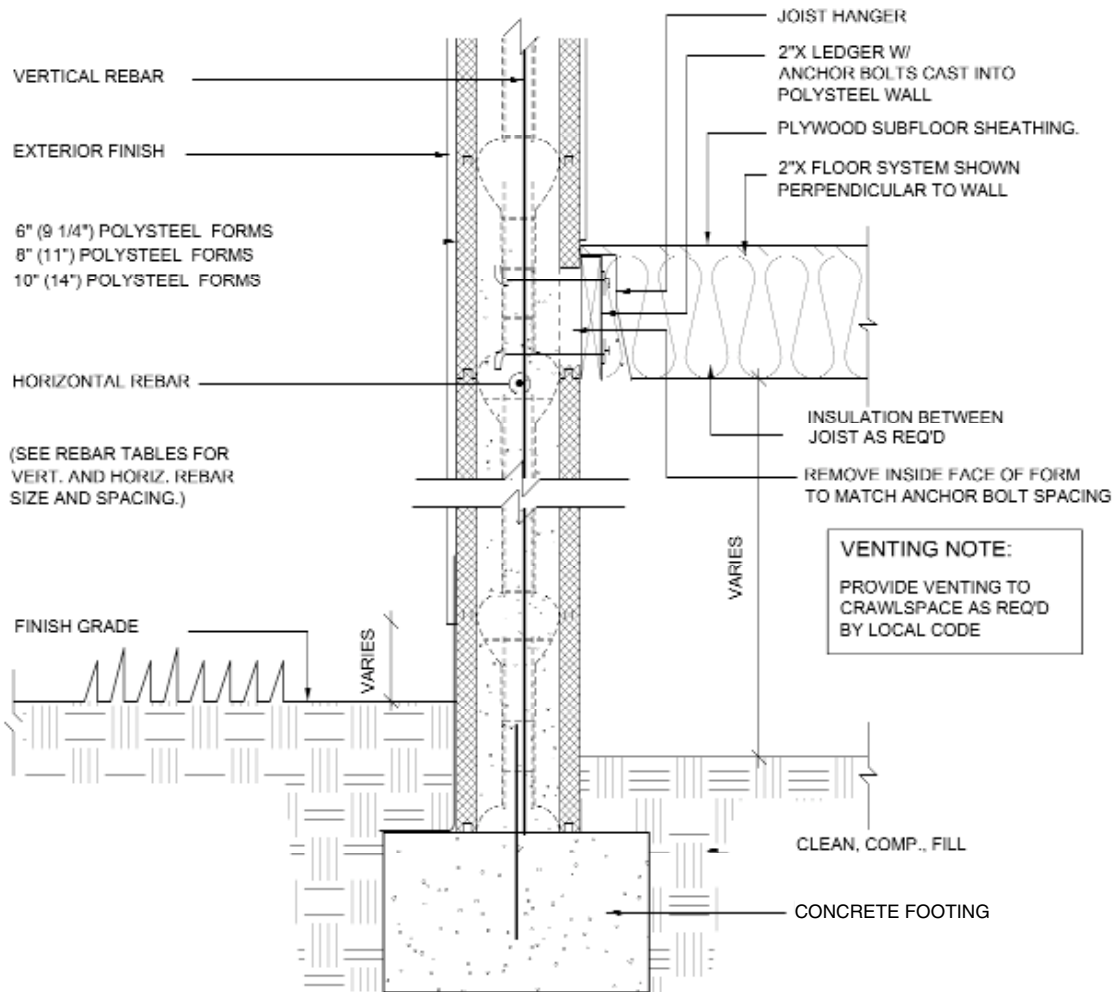 JOIST HANGER
2"X LEDGER W/
ANCHOR BOLTS CAST INTO
POLYSTEEL WALL
PLYWOOD SUBFLOOR SHEATHING.
2"X FLOOR SYSTEM SHOWN
PERPENDICULAR TO WALL
VERTICAL REBAR
EXTERIOR FINISH
6" (9 1/4") POLYSTEEL FORMS
8" (11") POLYSTEEL FORMS
10" (14") POLYSTEEL FORMS
HORIZONTAL REBAR
(SEE REBAR TABLES FOR
VERT. AND HORIZ. REBAR
SIZE AND SPACING.)
INSULATION BETWEEN
JOIST AS REQ'D
REMOVE INSIDE FACE OF FORM
TO MATCH ANCHOR BOLT SPACING
VARIES
VENTING NOTE:
PROVIDE VENTING TO
CRAWLSPACE AS REQ'D
BY LOCAL CODE
FINISH GRADE
VARIES
CLEAN, COMP., FILL
CONCRETE FOOTING